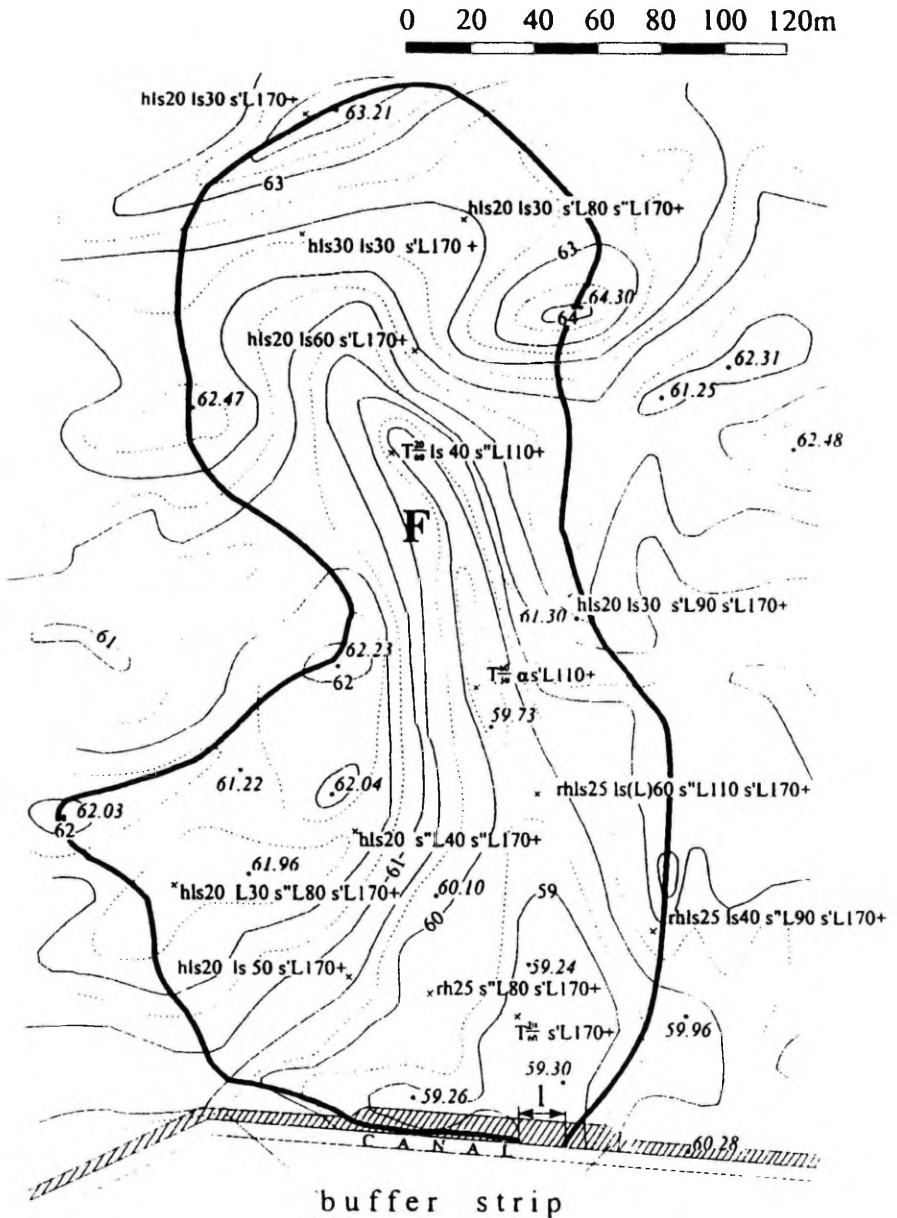 0 20 40 60 80 100 120m
hls20 ls30 s'L170+
63.21
63
hls20 ls30 s'L80 s"L170+
hls30 ls30 s'L170+
63
64.30
64
hls20 ls60 s'L170+
62.31
61.25
62.47
62.48
ls 40 s"L110+
F
hls20 ls30 s'L90 s'L170+
61.30
61
62.23
62
α s'L110+
59.73
61.22
62.04
rhls25 ls(L)60 s"L110 s'L170+
62.03
62
hls20 s"L40 s"L170+
61.96
61
hls20 L30 s"L80 s'L170+
60.10
59
60
rhls25 ls40 s"L90 s'L170+
hls20 ls 50 s'L170+
59.24
rh25 s"L80 s'L170+
s'L170+
59.96
59.30
59.26
l
CANAL
60.28
buffer strip